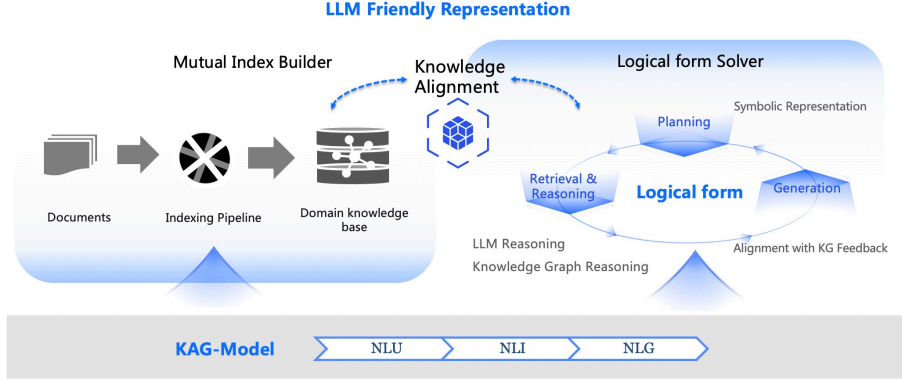 LLM Friendly Representation
Mutual Index Builder
Knowledge
Alignment
Logical form Solver
Symbolic Representation
Planning
Retrieval &
Reasoning
Logical form
Generation
Documents
Indexing Pipeline
Domain knowledge
base
LLM Reasoning
Knowledge Graph Reasoning
Alignment with KG Feedback
KAG-Model
NLU
NLI
NLG